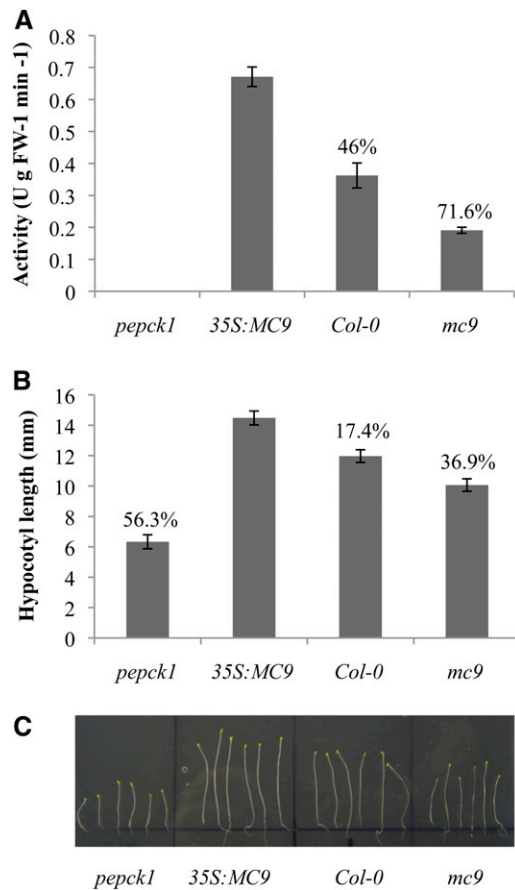 A
Activity (U g FW-1 min -1)
0.8
0.7
0.6
0.5
0.4
0.3
0.2
0.1
0
46%
71.6%
pepck1 35S:MC9 Col-0 mc9
B
Hypocotyl length (mm)
16
14
12
10
8
6
4
2
0
56.3%
17.4%
36.9%
pepck1 35S:MC9 Col-0 mc9
C
pepck1 35S:MC9 Col-0 mc9